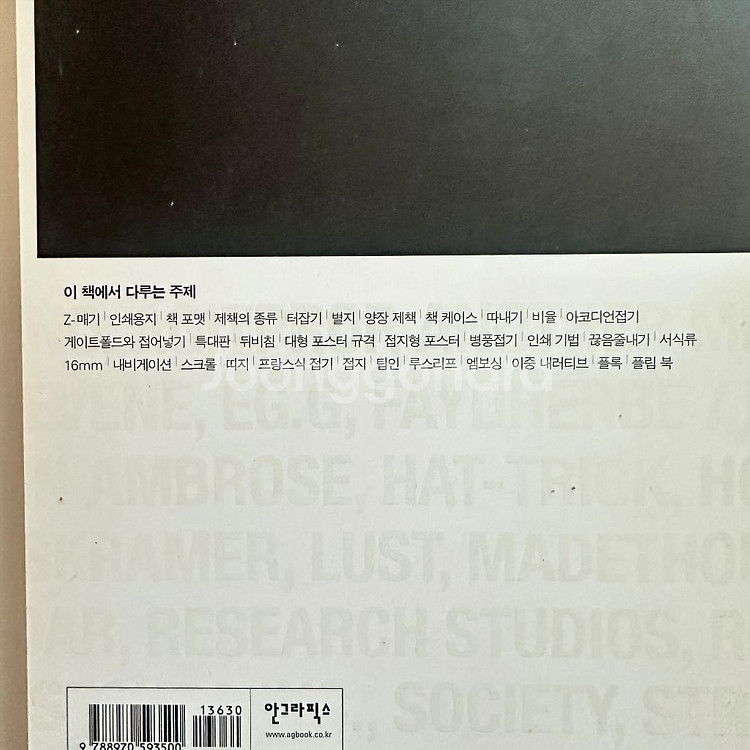 이 책에서 다루는 주제
Z-매기 | 인쇄용지 | 책 포맷 | 제책의 종류 | 터잡기 | 별지 | 양장 제책 | 책 케이스 | 따내기 | 비율 | 아코디언접기
게이트폴드와 접어넣기 | 특대판 | 뒤비침 | 대형 포스터 규격 | 접지형 포스터 | 병풍접기 | 인쇄 기법 | 끊음줄내기 | 서식류
16mm | 내비게이션 | 스크롤 | 띠지 | 프랑스식 접기 | 접지 | 팁인 | 루스리프 | 엠보싱 | 이중 내러티브 | 플록 | 플립 북
Joonggonara
EG.G, PAYDHERBE
AMBROSE, HAT-TRICK,
KRAMER, LUST, MADETHO
RESEARCH STUDIOS,
SOCIETY,
13630
안그라픽스
www.agbook.co.kr
9 788970 593500